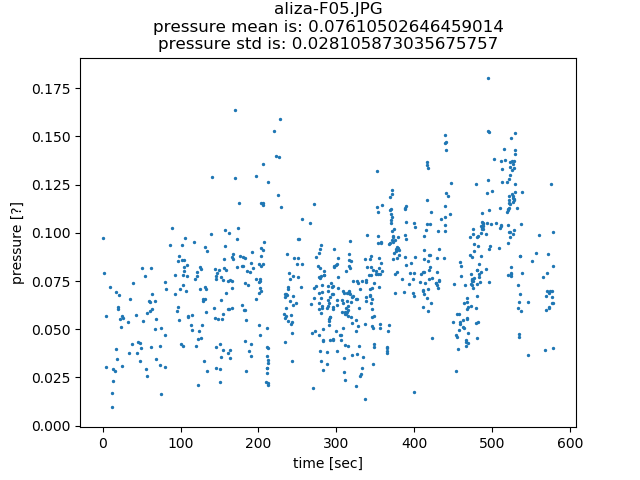 aliza-F05.JPG
pressure mean is: 0.07610502646459014
pressure std is: 0.028105873035675757
0.175
0.150
0.125
0.100
0.075
0.050
0.025
0.000
pressure [?]
0 100 200 300 400 500 600
time [sec]